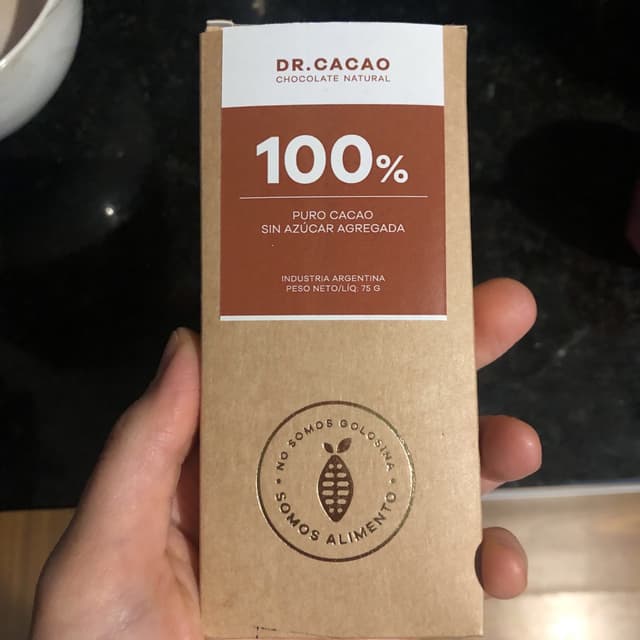 DR.CACAO
CHOCOLATE NATURAL
100%
PURO CACAO
SIN AZÚCAR AGREGADA
INDUSTRIA ARGENTINA
PESO NETO/LÍQ: 75 G
• NO SOMOS GOLOSINA •
SOMOS ALIMENTO